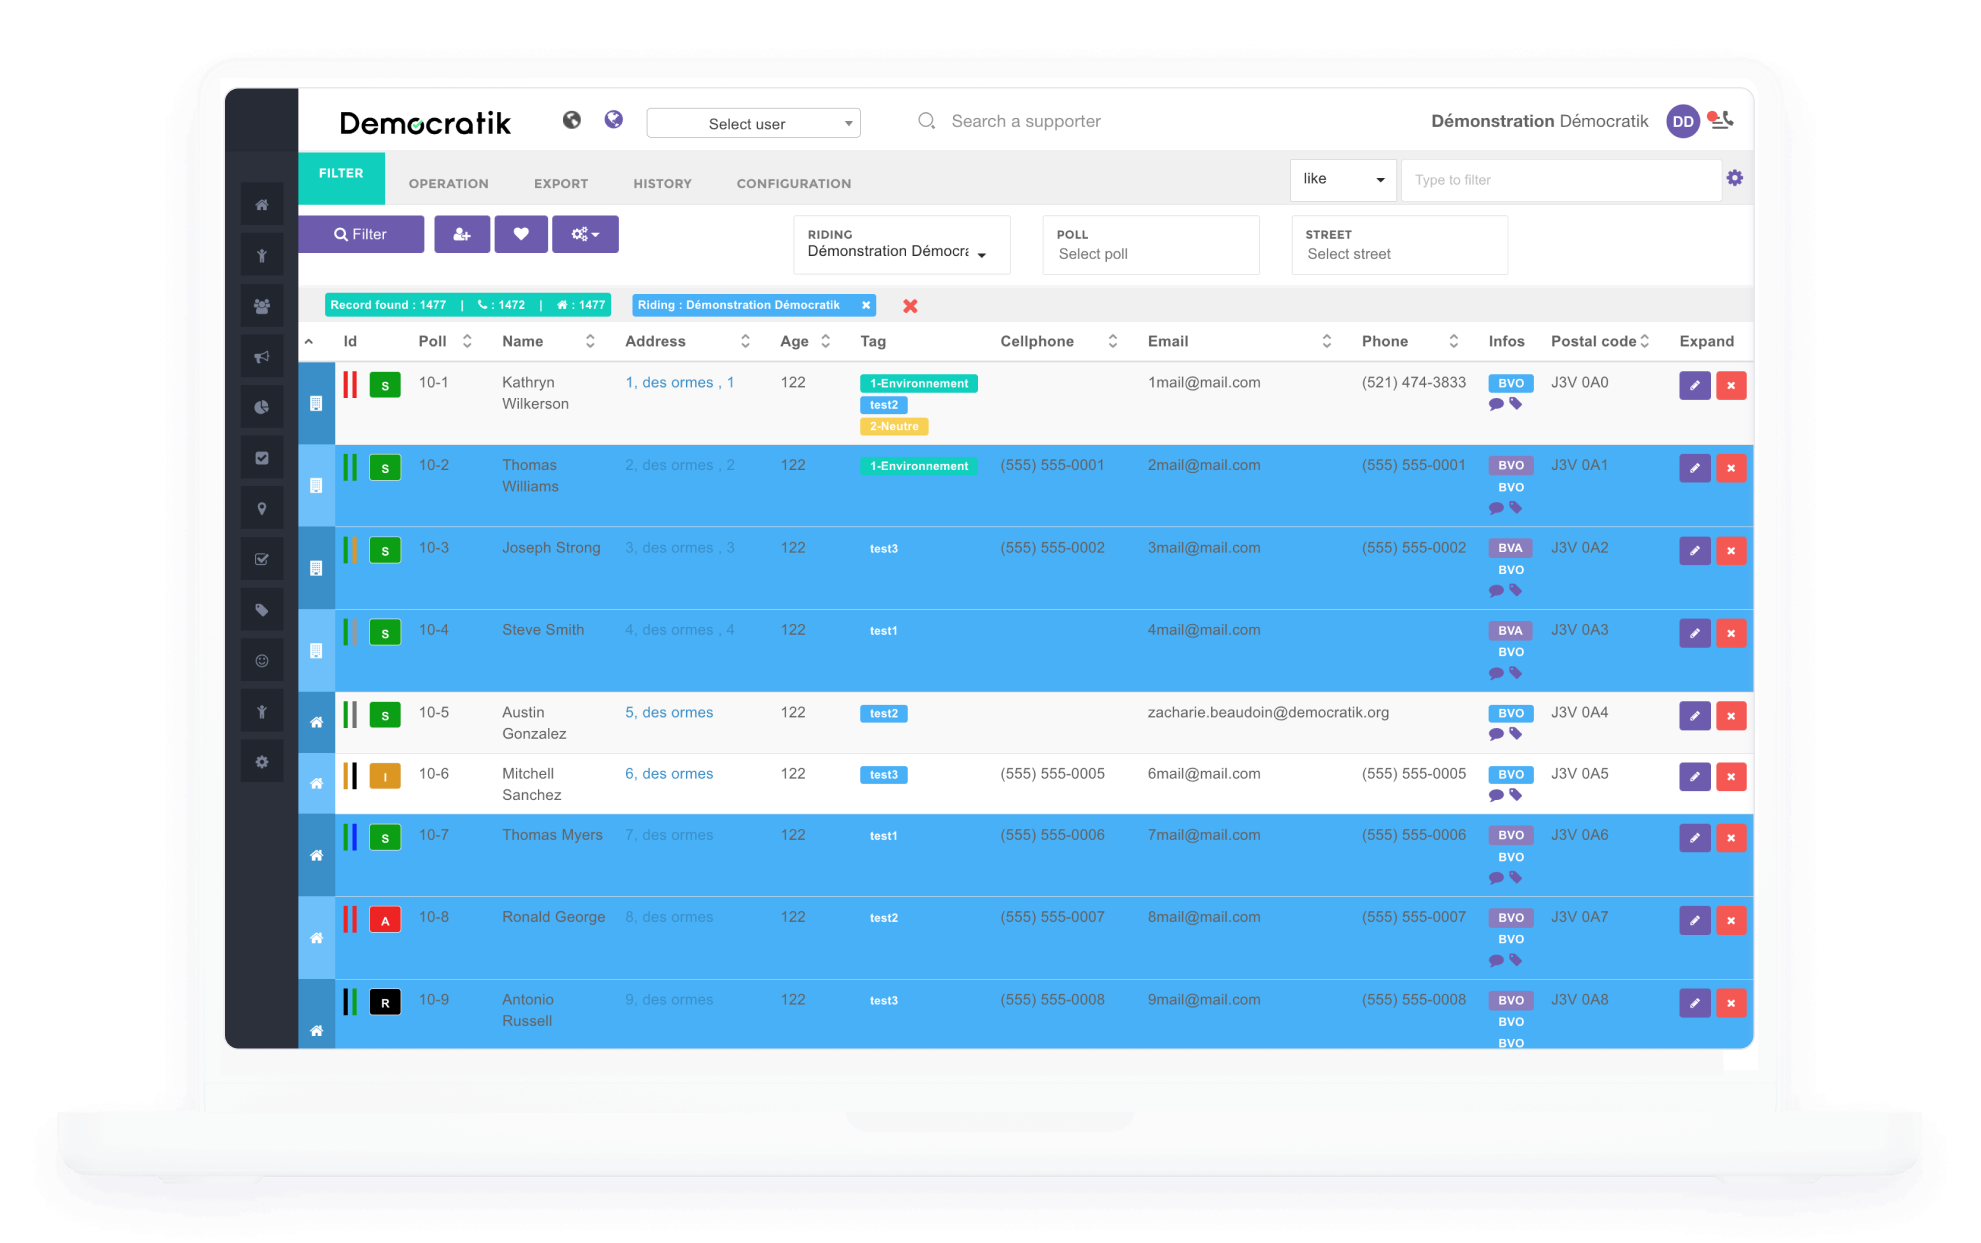 Democratik
Select user
Search a supporter
Démonstration Démocratik
DD
FILTER
OPERATION
EXPORT
HISTORY
CONFIGURATION
like
Type to filter
Filter
RIDING
Démonstration Démocra
POLL
Select poll
STREET
Select street
Record found : 1477 | : 1472 | : 1477
Riding : Démonstration Démocratik
Id Poll Name Address Age Tag Cellphone Email Phone Infos Postal code Expand
S 10-1 Kathryn 1, des ormes , 1 122 1-Environnement 1mail@mail.com (521) 474-3833 BVO J3V 0A0
Wilkerson test2
2-Neutre
S 10-2 Thomas 2, des ormes , 2 122 1-Environnement (555) 555-0001 2mail@mail.com (555) 555-0001 BVO J3V 0A1
Williams BVO
S 10-3 Joseph Strong 3, des ormes , 3 122 test3 (555) 555-0002 3mail@mail.com (555) 555-0002 BVA J3V 0A2
BVO
S 10-4 Steve Smith 4, des ormes , 4 122 test1 4mail@mail.com BVA J3V 0A3
BVO
S 10-5 Austin 5, des ormes 122 test2 zacharie.beaudoin@democratik.org BVO J3V 0A4
Gonzalez
I 10-6 Mitchell 6, des ormes 122 test3 (555) 555-0005 6mail@mail.com (555) 555-0005 BVO J3V 0A5
Sanchez
S 10-7 Thomas Myers 7, des ormes 122 test1 (555) 555-0006 7mail@mail.com (555) 555-0006 BVO J3V 0A6
BVO
A 10-8 Ronald George 8, des ormes 122 test2 (555) 555-0007 8mail@mail.com (555) 555-0007 BVO J3V 0A7
BVO
R 10-9 Antonio 9, des ormes 122 test3 (555) 555-0008 9mail@mail.com (555) 555-0008 BVO J3V 0A8
Russell BVO
BVO